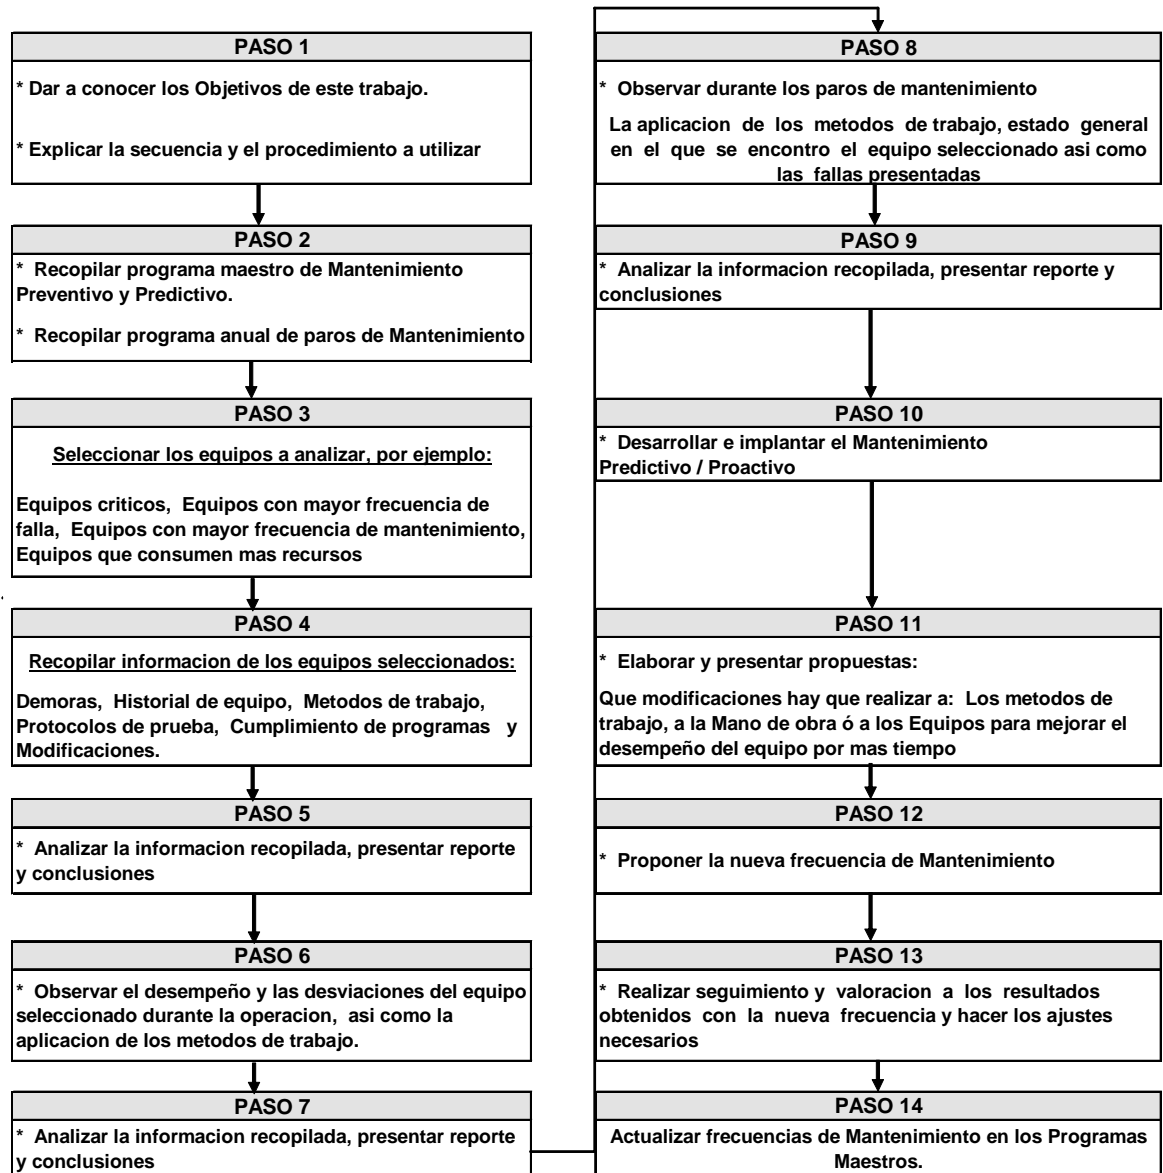 PASO 1
* Dar a conocer los Objetivos de este trabajo.
* Explicar la secuencia y el procedimiento a utilizar
PASO 2
* Recopilar programa maestro de Mantenimiento
Preventivo y Predictivo.
* Recopilar programa anual de paros de Mantenimiento
PASO 3
Seleccionar los equipos a analizar, por ejemplo:
Equipos criticos, Equipos con mayor frecuencia de
falla, Equipos con mayor frecuencia de mantenimiento,
Equipos que consumen mas recursos
PASO 4
Recopilar informacion de los equipos seleccionados:
Demoras, Historial de equipo, Metodos de trabajo,
Protocolos de prueba, Cumplimiento de programas y
Modificaciones.
PASO 5
* Analizar la informacion recopilada, presentar reporte
y conclusiones
PASO 6
* Observar el desempeño y las desviaciones del equipo
seleccionado durante la operacion, asi como la
aplicacion de los metodos de trabajo.
PASO 7
* Analizar la informacion recopilada, presentar reporte
y conclusiones
PASO 8
* Observar durante los paros de mantenimiento
La aplicacion de los metodos de trabajo, estado general
en el que se encontro el equipo seleccionado asi como
las fallas presentadas
PASO 9
* Analizar la informacion recopilada, presentar reporte y
conclusiones
PASO 10
* Desarrollar e implantar el Mantenimiento
Predictivo / Proactivo
PASO 11
* Elaborar y presentar propuestas:
Que modificaciones hay que realizar a: Los metodos de
trabajo, a la Mano de obra ó a los Equipos para mejorar el
desempeño del equipo por mas tiempo
PASO 12
* Proponer la nueva frecuencia de Mantenimiento
PASO 13
* Realizar seguimiento y valoracion a los resultados
obtenidos con la nueva frecuencia y hacer los ajustes
necesarios
PASO 14
Actualizar frecuencias de Mantenimiento en los Programas
Maestros.